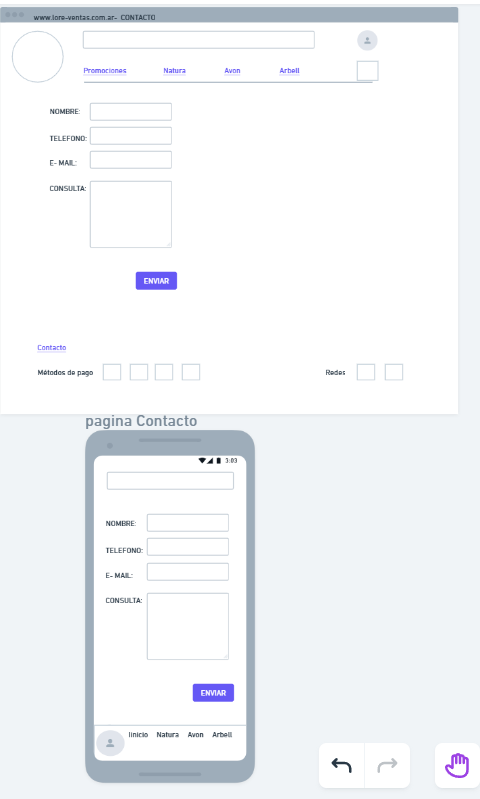 www.lore-ventas.com.ar- CONTACTO
Promociones Natura Avon Arbell
NOMBRE:
TELEFONO:
E- MAIL:
CONSULTA:
ENVIAR
Contacto
Métodos de pago Redes
pagina Contacto
3:03
NOMBRE:
TELEFONO:
E- MAIL:
CONSULTA:
ENVIAR
Iinicio Natura Avon Arbell